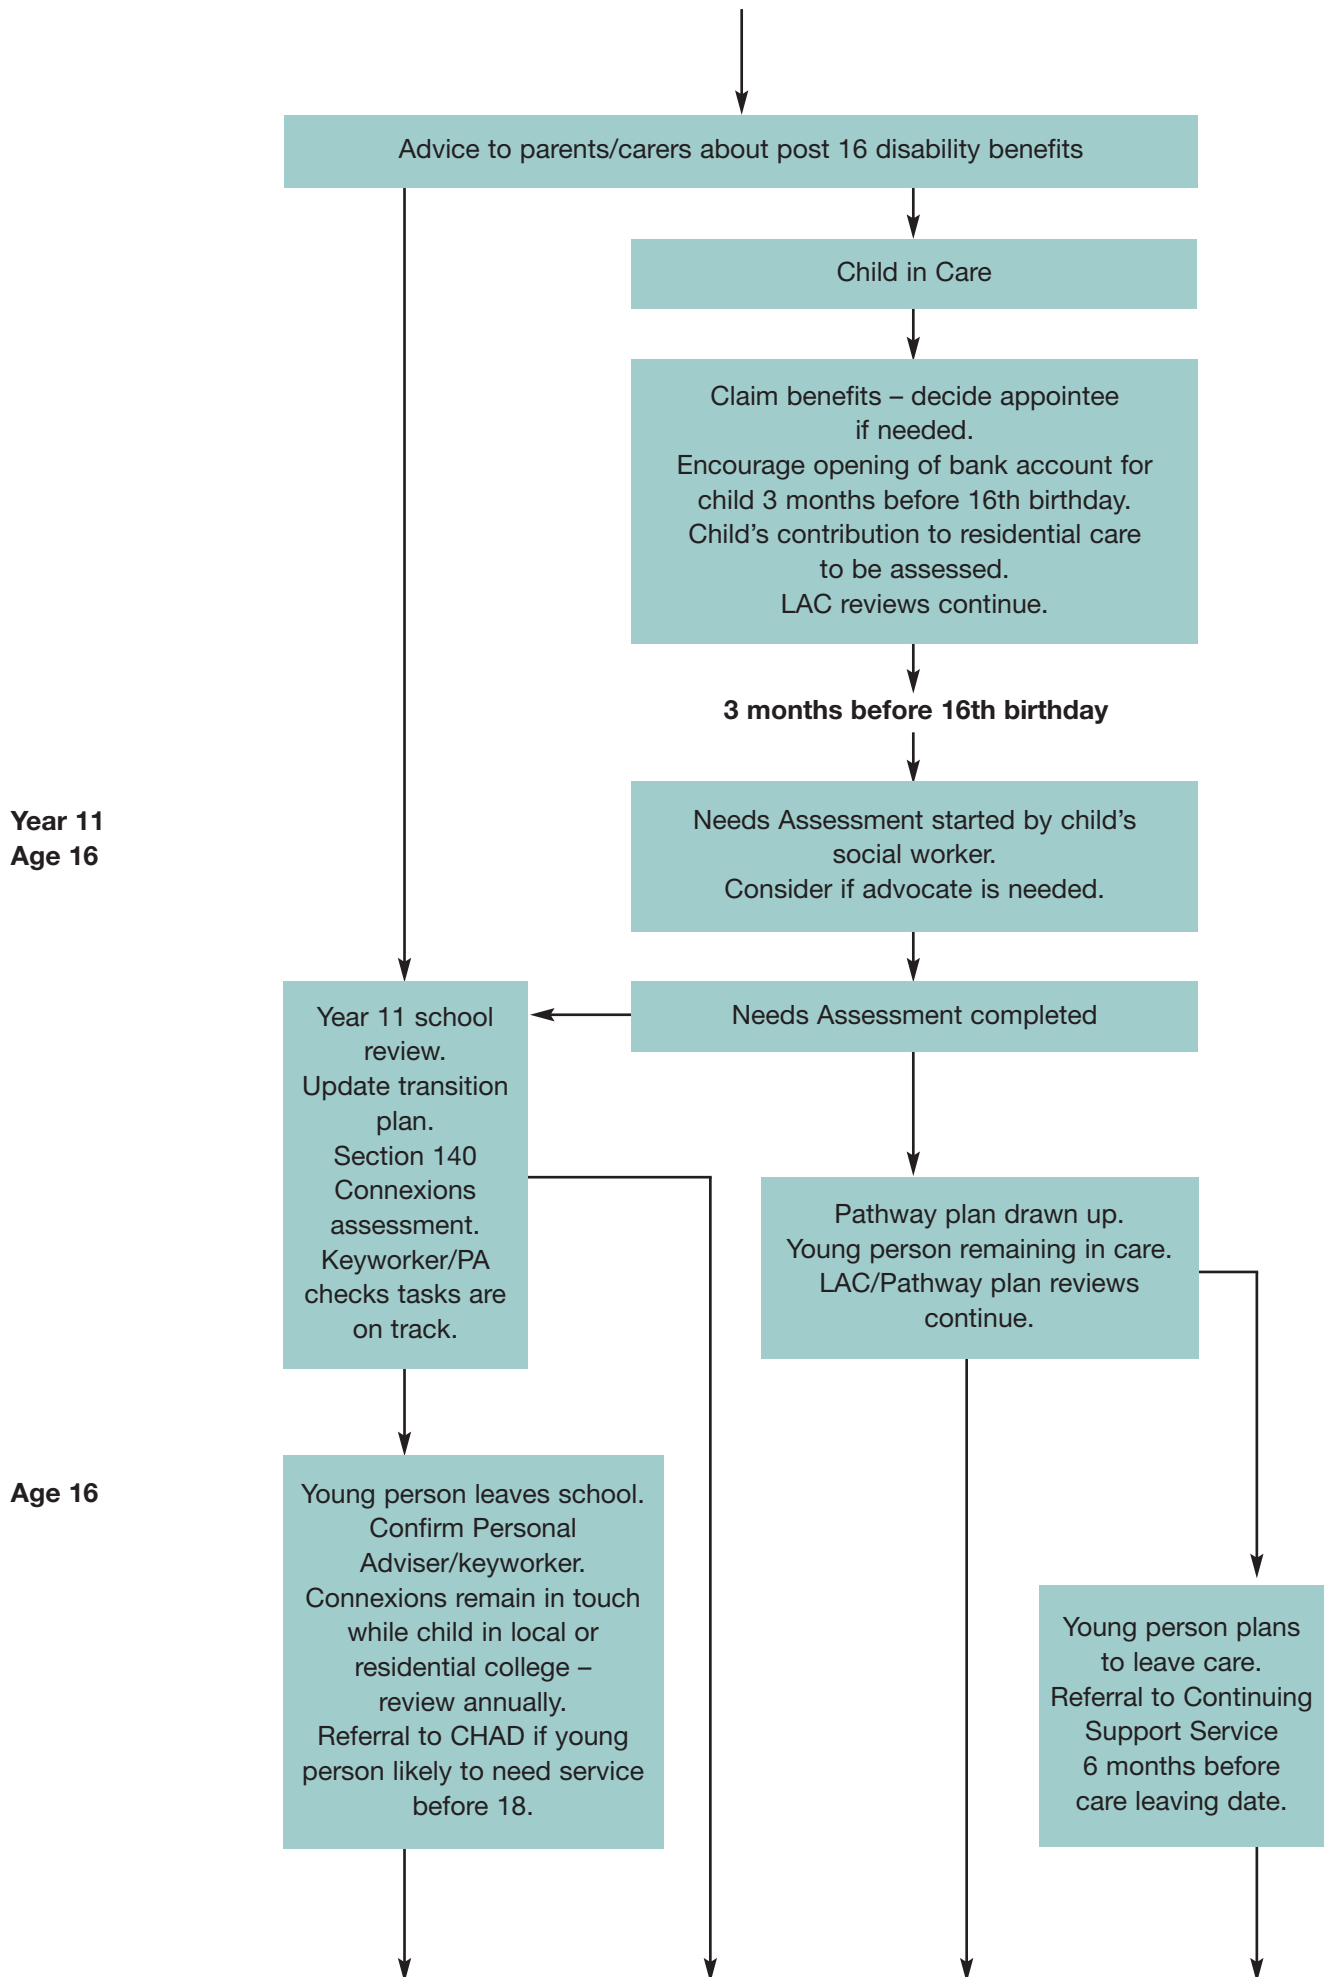 Advice to parents/carers about post 16 disability benefits
Child in Care
Claim benefits – decide appointee
if needed.
Encourage opening of bank account for
child 3 months before 16th birthday.
Child’s contribution to residential care
to be assessed.
LAC reviews continue.
3 months before 16th birthday
Year 11
Age 16
Needs Assessment started by child’s
social worker.
Consider if advocate is needed.
Needs Assessment completed
Year 11 school
review.
Update transition
plan.
Section 140
Connexions
assessment.
Keyworker/PA
checks tasks are
on track.
Pathway plan drawn up.
Young person remaining in care.
LAC/Pathway plan reviews
continue.
Age 16
Young person leaves school.
Confirm Personal
Adviser/keyworker.
Connexions remain in touch
while child in local or
residential college –
review annually.
Referral to CHAD if young
person likely to need service
before 18.
Young person plans
to leave care.
Referral to Continuing
Support Service
6 months before
care leaving date.